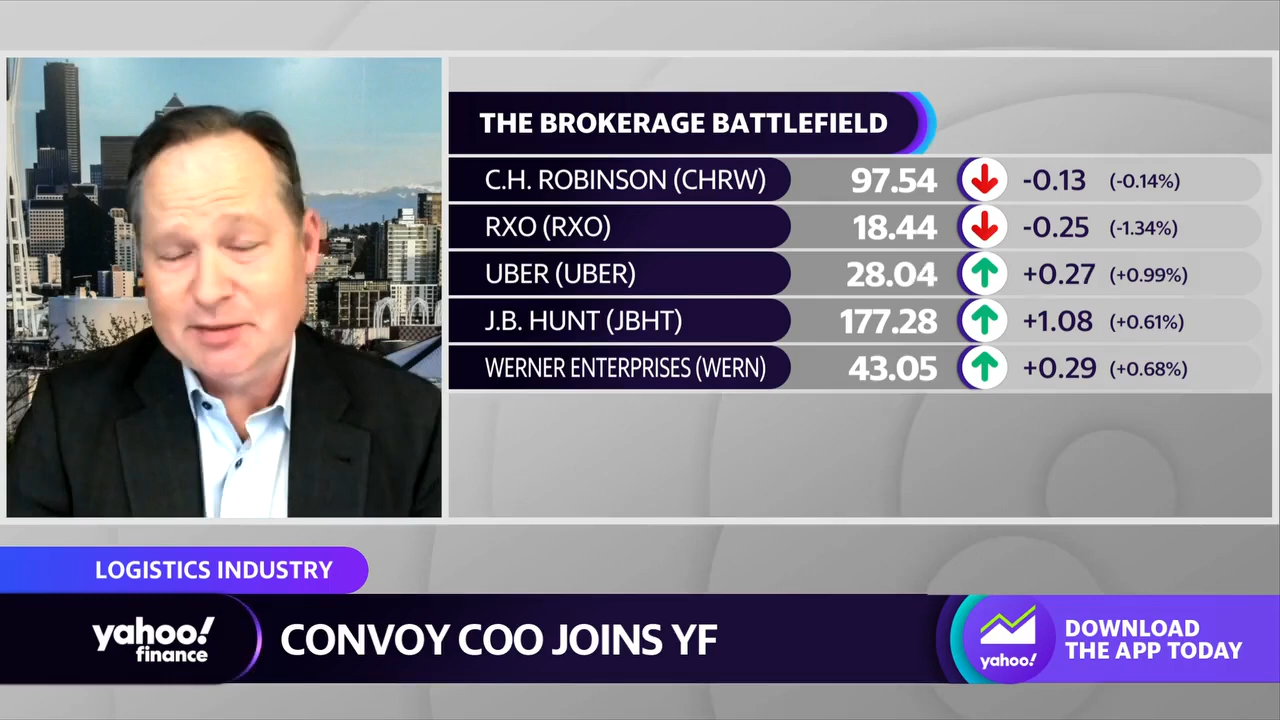 THE BROKERAGE BATTLEFIELD
C.H. ROBINSON (CHRW) 97.54 -0.13 (-0.14%)
RXO (RXO) 18.44 -0.25 (-1.34%)
UBER (UBER) 28.04 +0.27 (+0.99%)
J.B. HUNT (JBHT) 177.28 +1.08 (+0.61%)
WERNER ENTERPRISES (WERN) 43.05 +0.29 (+0.68%)
LOGISTICS INDUSTRY
yahoo!
finance
CONVOY COO JOINS YF
yahoo!
DOWNLOAD
THE APP TODAY